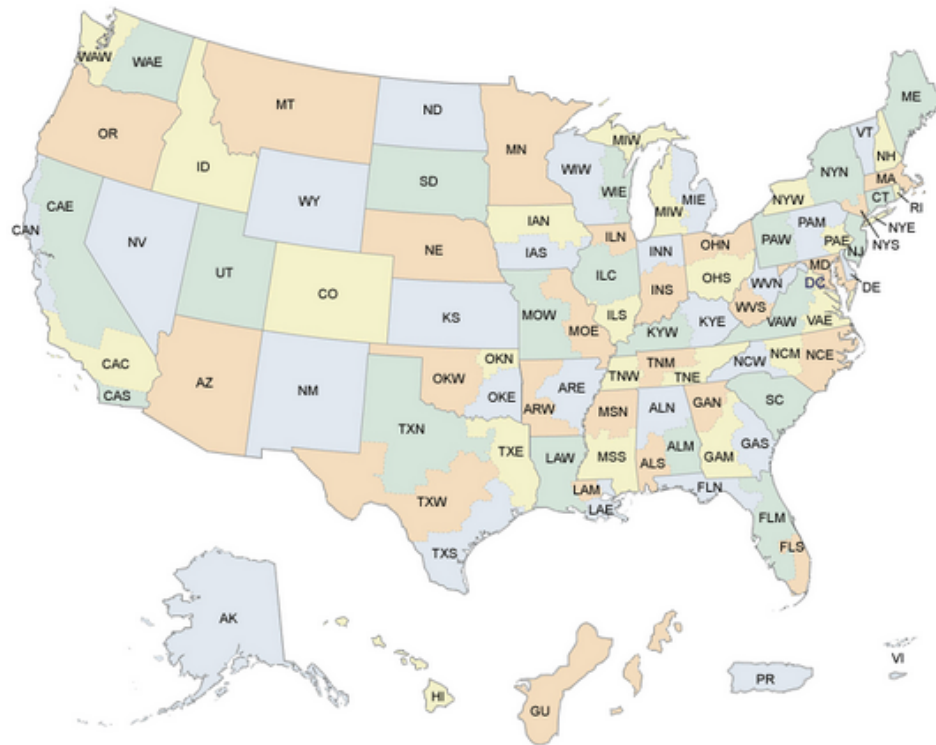 WAW
WAE
MT
ND
ME
OR
MN
MIW
VT
NH
ID
SD
WIW
WIE
NYN
MA
WY
MIW
MIE
NYW
CT
RI
CAE
IAN
NYE
CAN
NV
NE
IAS
ILN
INN
OHN
PAW
PAM
PAE
NJ
NYS
UT
CO
ILC
INS
OHS
WVN
MD
DC
DE
KS
MOW
MOE
ILS
WVS
VAW
VAE
KYW
KYE
CAC
OKN
TNW
TNM
TNE
NCW
NCM
NCE
CAS
AZ
NM
OKW
OKE
ARW
ARE
MSN
ALN
GAN
SC
TXN
TXE
LAW
MSS
ALS
ALM
GAM
GAS
TXW
LAM
LAE
FLN
TXS
FLM
FLS
AK
HI
GU
PR
VI